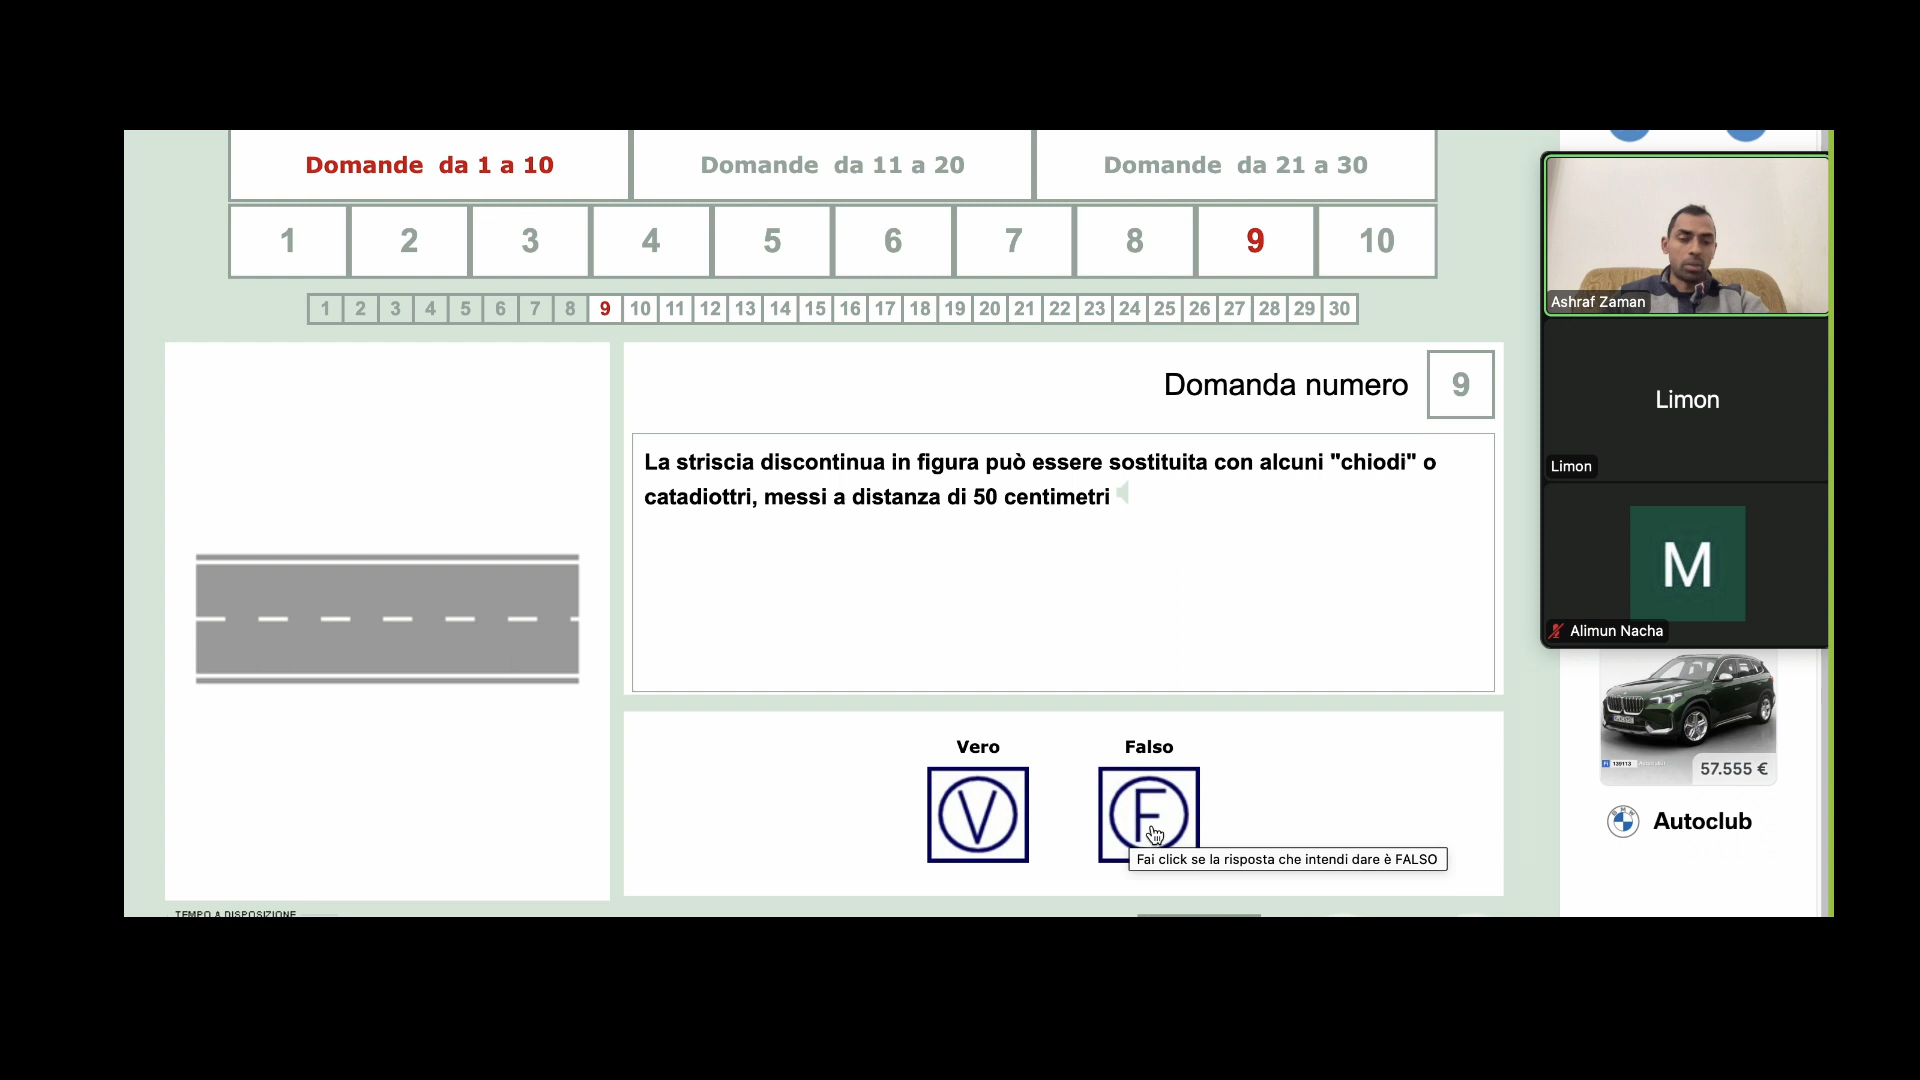 Domande da 1 a 10
Domande da 11 a 20
Domande da 21 a 30
1 2 3 4 5 6 7 8 9 10
1 2 3 4 5 6 7 8 9 10 11 12 13 14 15 16 17 18 19 20 21 22 23 24 25 26 27 28 29 30
Domanda numero 9
La striscia discontinua in figura può essere sostituita con alcuni "chiodi" o
catadiottri, messi a distanza di 50 centimetri
Vero
Falso
V
F
Fai click se la risposta che intendi dare è FALSO
TEMPO A DISPOSIZIONE
Ashraf Zaman
Limon
Limon
M
Alimun Nacha
57.555 €
BMW
Autoclub